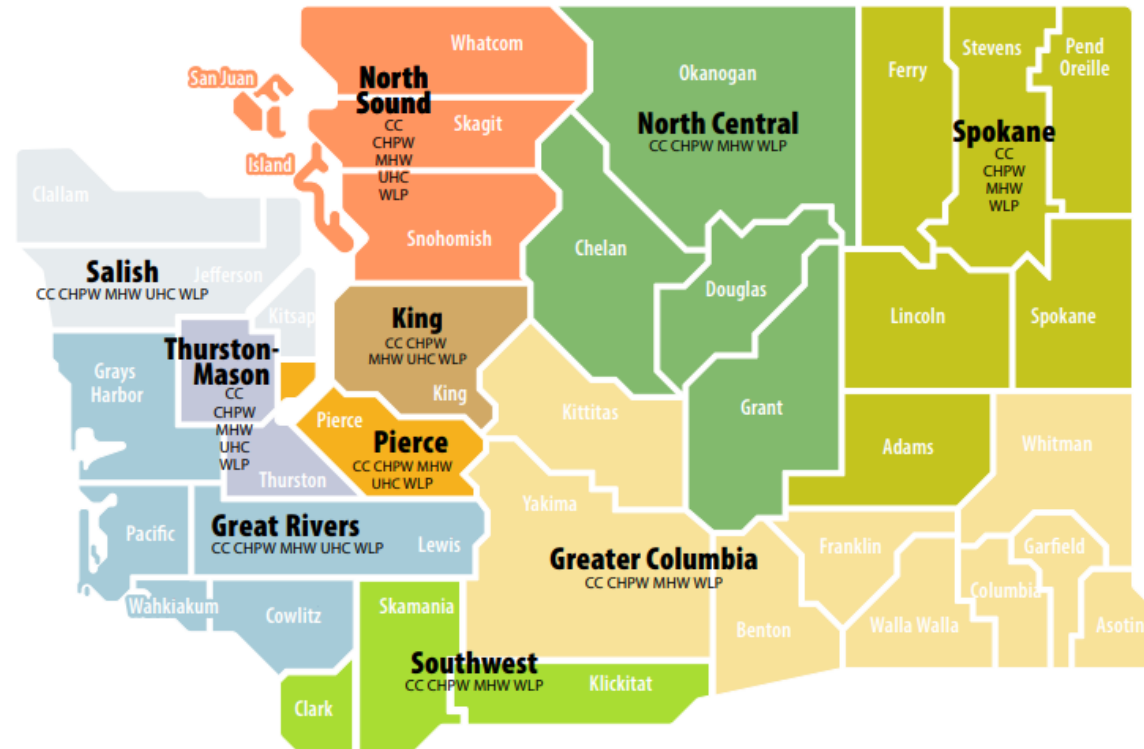 Whatcom
San Juan
North
Sound
CC
CHPW
MHW
UHC
WLP
Skagit
Island
Snohomish
Okanogan
North Central
CC CHPW MHW WLP
Chelan
Douglas
Grant
Ferry
Stevens
Pend
Oreille
Spokane
CC
CHPW
MHW
WLP
Lincoln
Spokane
Adams
Clallam
Salish
Jefferson
CC CHPW MHW UHC WLP
Kitsap
King
CC CHPW
MHW UHC WLP
King
Thurston-
Mason
CC
CHPW
MHW
UHC
WLP
Thurston
Grays
Harbor
Pierce
Pierce
CC CHPW MHW
UHC WLP
Kittitas
Yakima
Whitman
Pacific
Great Rivers
CC CHPW MHW UHC WLP
Lewis
Wahkiakum
Cowlitz
Greater Columbia
CC CHPW MHW WLP
Franklin
Garfield
Columbia
Benton
Walla Walla
Asotin
Skamania
Southwest
CC CHPW MHW WLP
Klickitat
Clark